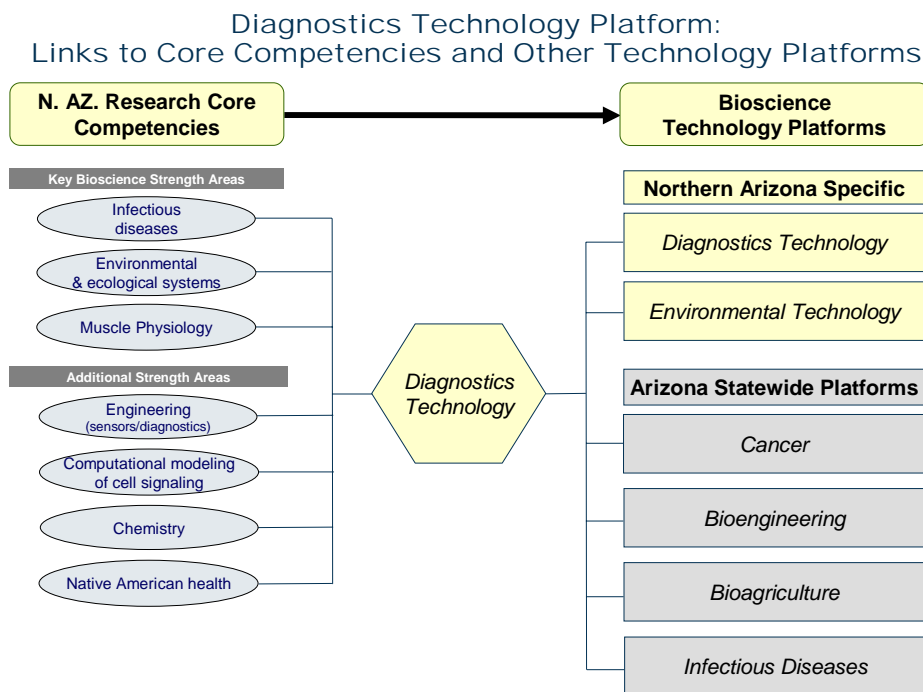 Diagnostics Technology Platform:
Links to Core Competencies and Other Technology Platforms
N. AZ. Research Core
Competencies
Bioscience
Technology Platforms
Key Bioscience Strength Areas
Infectious
diseases
Environmental
& ecological systems
Muscle Physiology
Additional Strength Areas
Engineering
(sensors/diagnostics)
Computational modeling
of cell signaling
Chemistry
Native American health
Diagnostics
Technology
Northern Arizona Specific
Diagnostics Technology
Environmental Technology
Arizona Statewide Platforms
Cancer
Bioengineering
Bioagriculture
Infectious Diseases